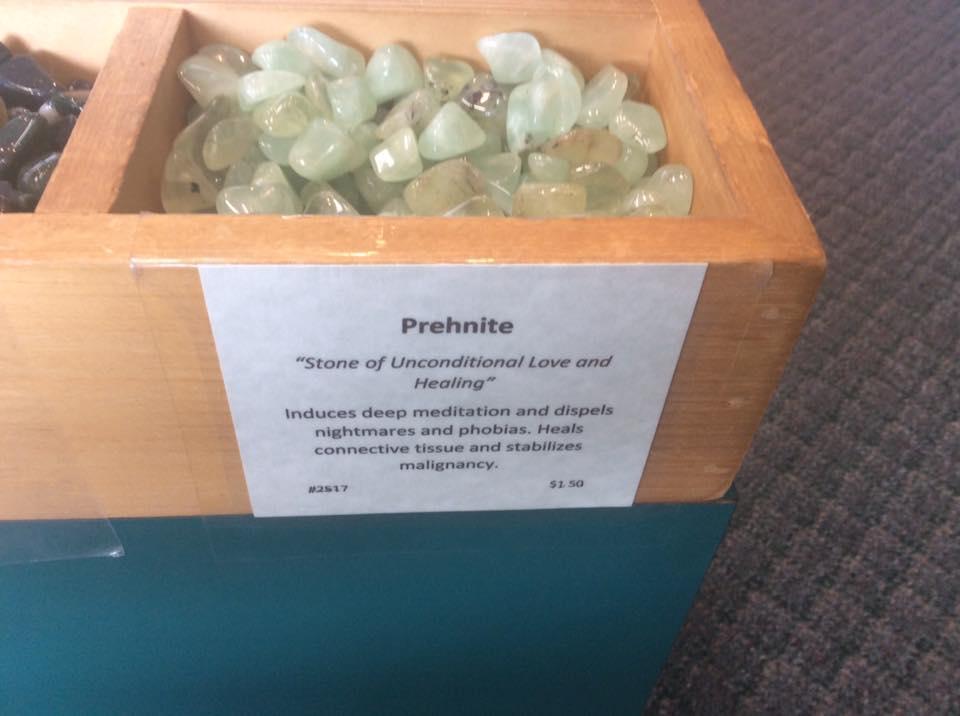 Prehnite
“Stone of Unconditional Love and
Healing”
Induces deep meditation and dispels
nightmares and phobias. Heals
connective tissue and stabilizes
malignancy.
#2517 $1.50